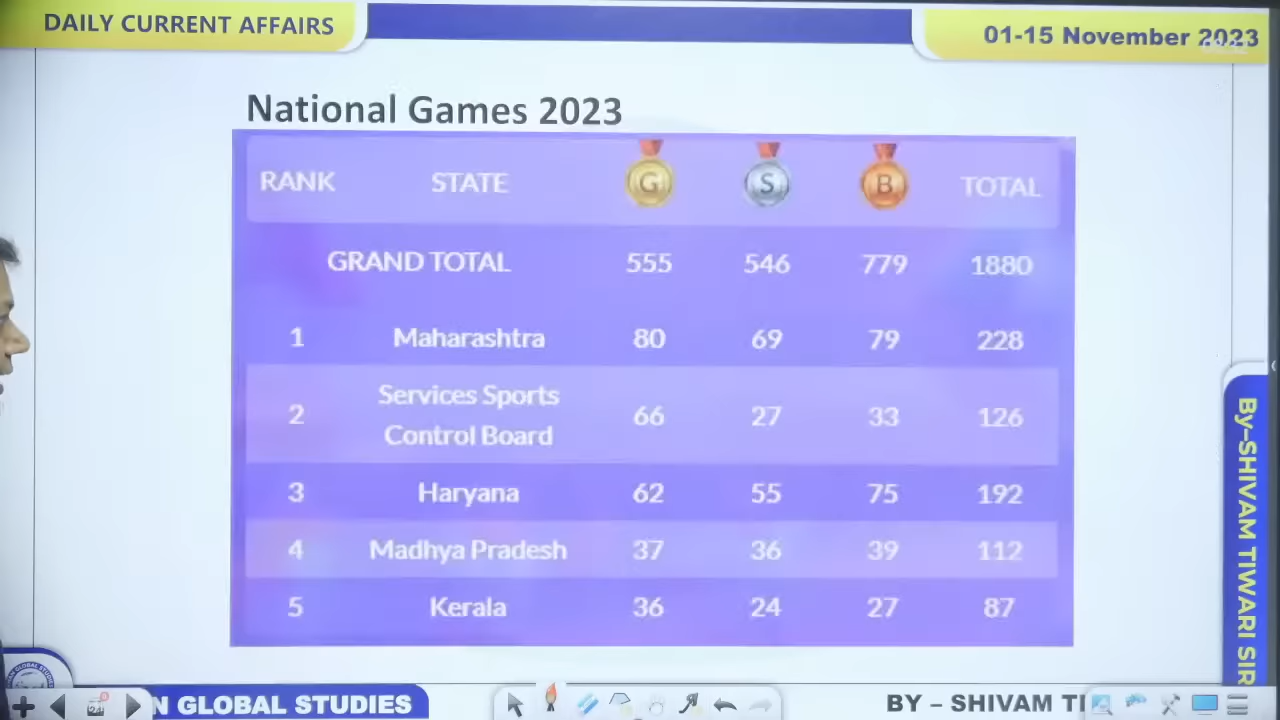 DAILY CURRENT AFFAIRS
01-15 November 2023
National Games 2023
RANK STATE G S B TOTAL
GRAND TOTAL 555 546 779 1880
1 Maharashtra 80 69 79 228
2 Services Sports Control Board 66 27 33 126
3 Haryana 62 55 75 192
4 Madhya Pradesh 37 36 39 112
5 Kerala 36 24 27 87
By-SHIVAM TIWARI SIR
N GLOBAL STUDIES
BY – SHIVAM TI